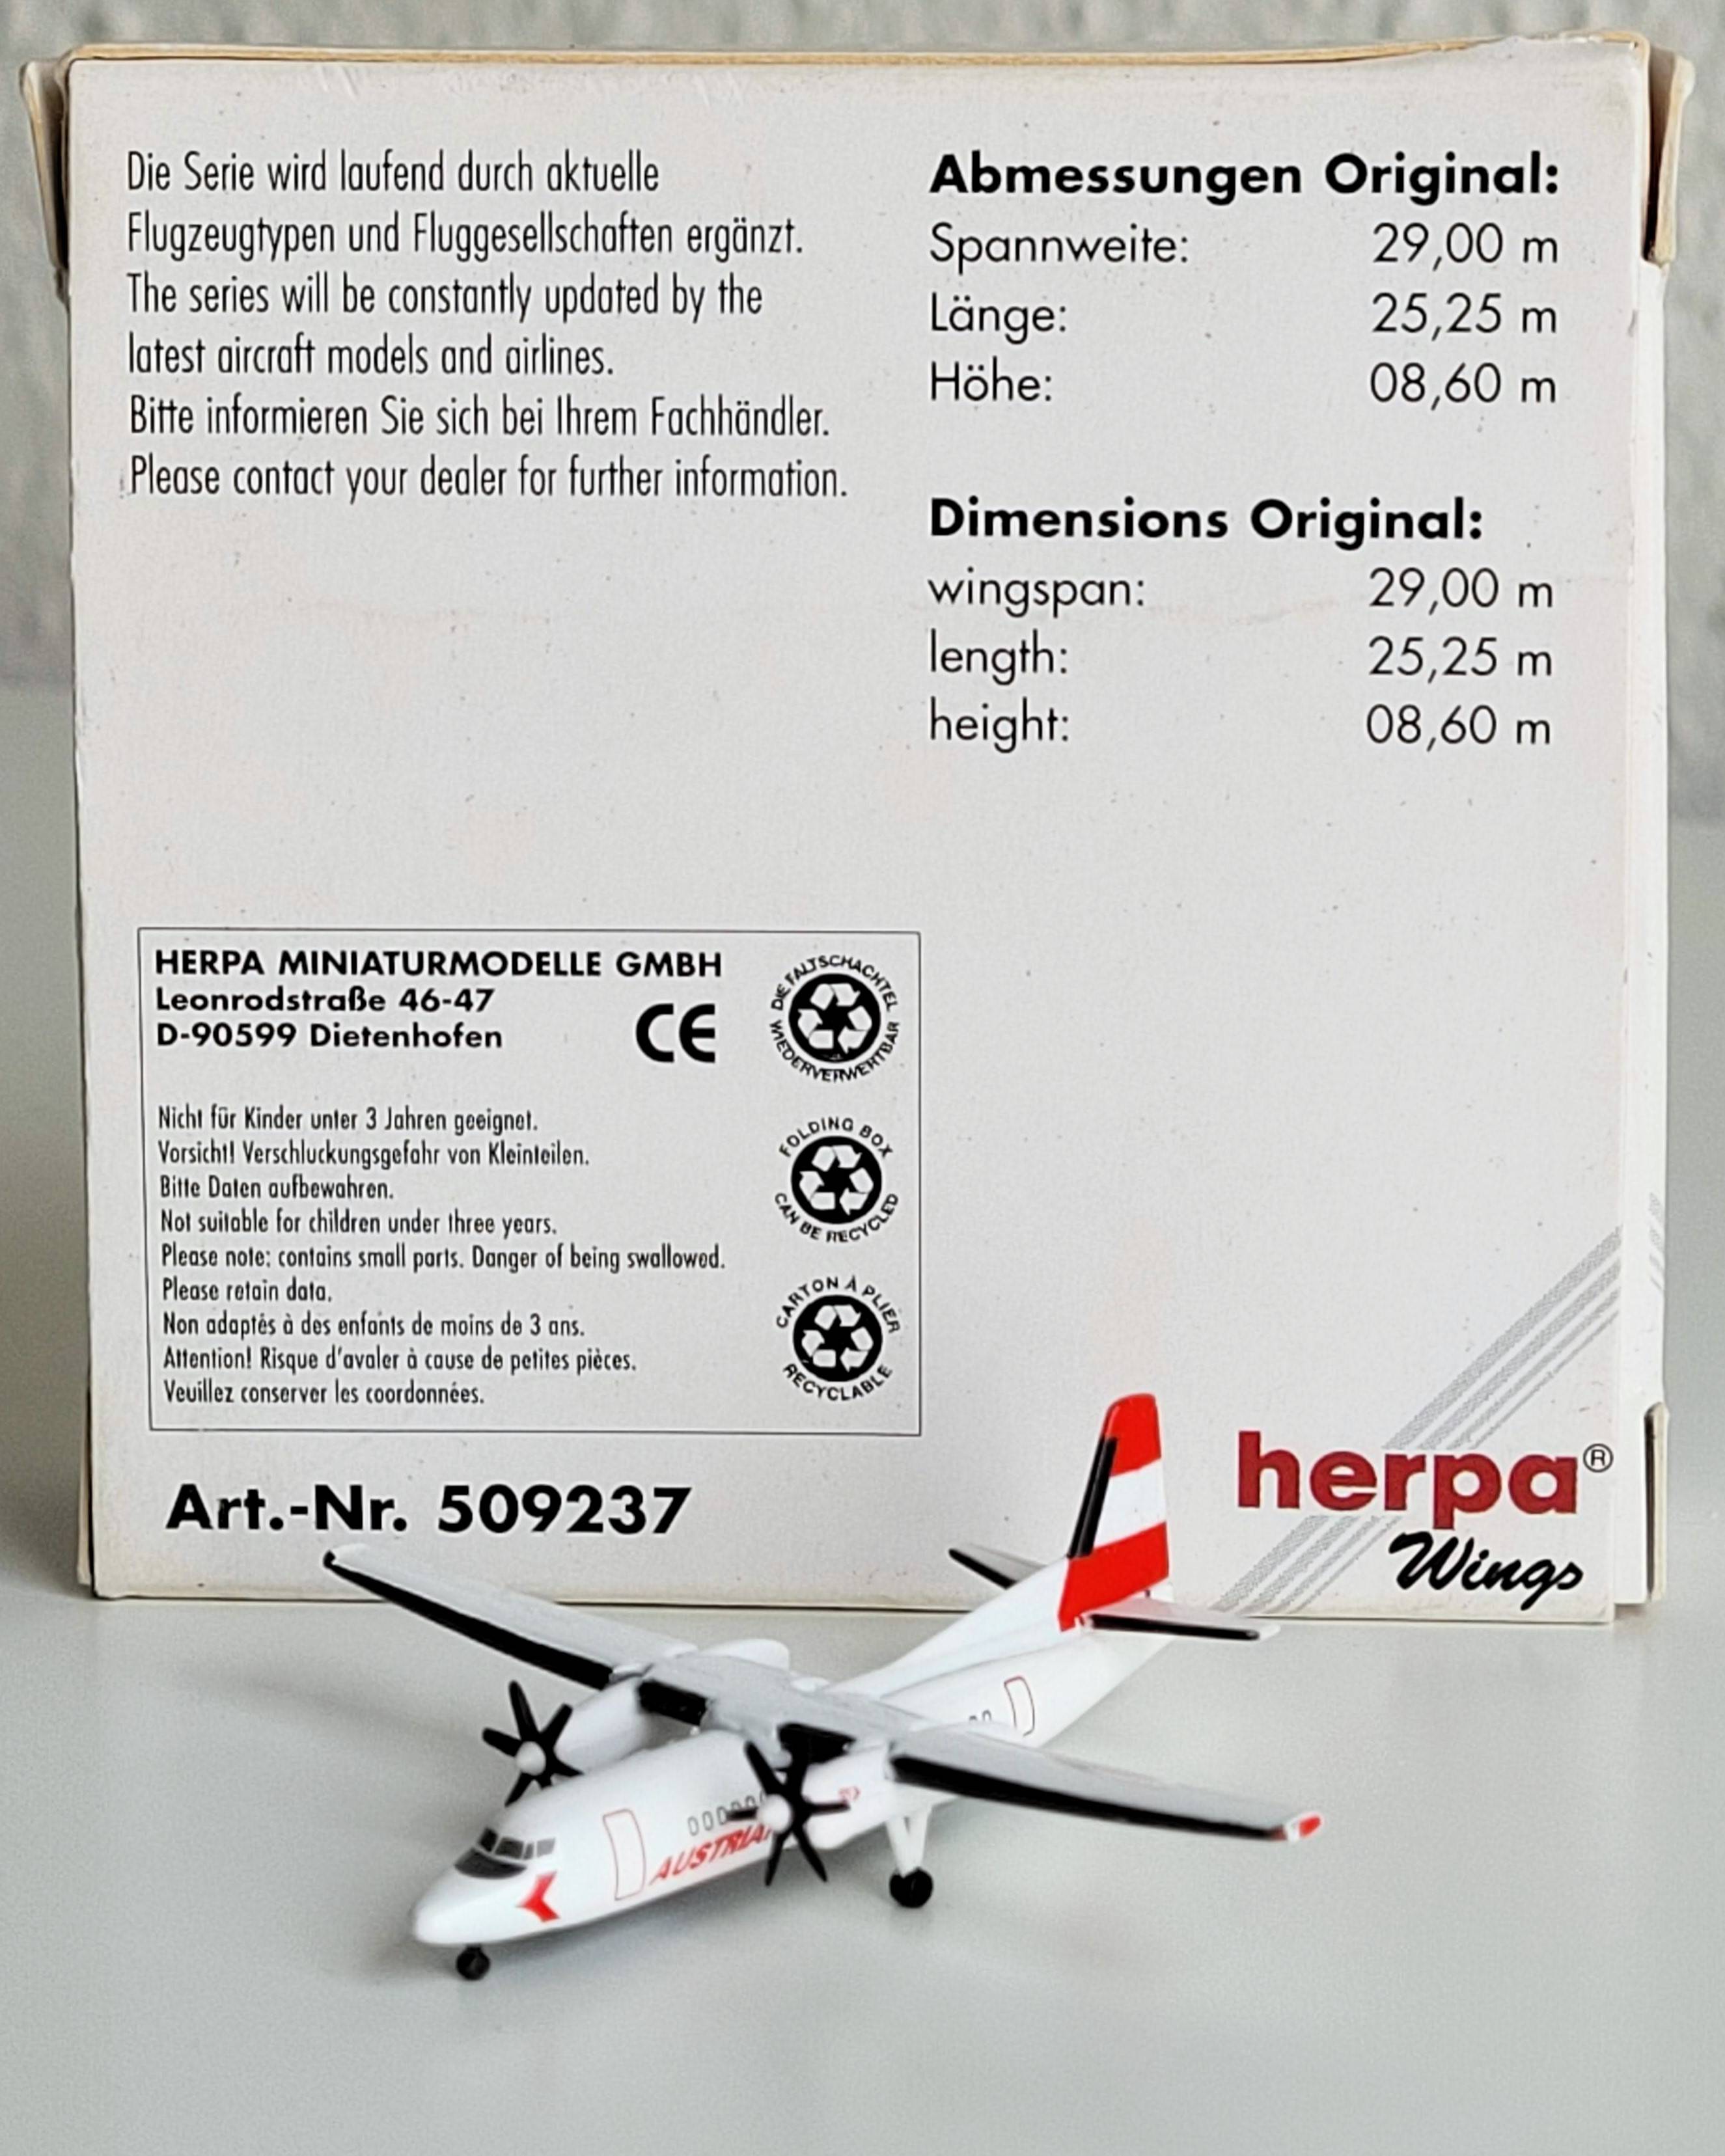 Die Serie wird laufend durch aktuelle
Flugzeugtypen und Fluggesellschaften ergänzt.
The series will be constantly updated by the
latest aircraft models and airlines.
Bitte informieren Sie sich bei Ihrem Fachhändler.
Please contact your dealer for further information.
Abmessungen Original:
Spannweite: 29,00 m
Länge: 25,25 m
Höhe: 08,60 m
Dimensions Original:
wingspan: 29,00 m
length: 25,25 m
height: 08,60 m
HERPA MINIATURMODELLE GMBH
Leonrodstraße 46-47
D-90599 Dietenhofen
CE
Nicht für Kinder unter 3 Jahren geeignet.
Vorsicht! Verschluckungsgefahr von Kleinteilen.
Bitte Daten aufbewahren.
Not suitable for children under three years.
Please note: contains small parts. Danger of being swallowed.
Please retain data.
Non adaptés à des enfants de moins de 3 ans.
Attention! Risque d'avaler à cause de petites pièces.
Veuillez conserver les coordonnées.
DIE FALTSCHACHTEL
WIEDERVERWERTBAR
FOLDING BOX
CAN BE RECYCLED
CARTON À PLIER
RECYCLABLE
Art.-Nr. 509237
herpa®
Wings
AUSTRIA